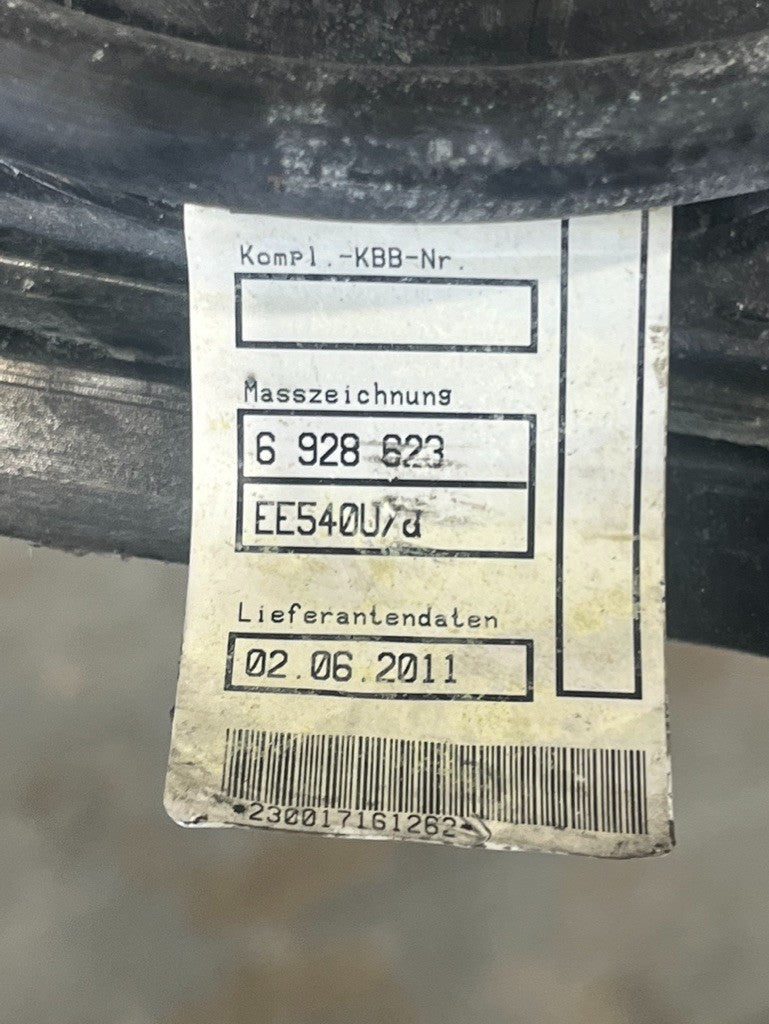 Kompl.-KBB-Nr.
Masszeichnung
6 928 623
EE540U/d
Lieferantendaten
02.06.2011
*230017161262*